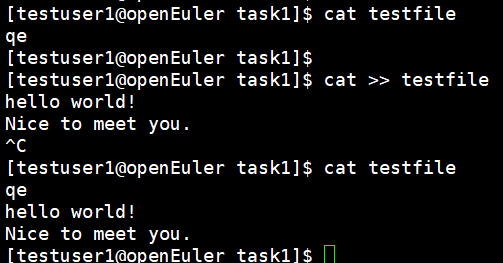 [testuser1@openEuler task1]$ cat testfile
qe
[testuser1@openEuler task1]$
[testuser1@openEuler task1]$ cat >> testfile
hello world!
Nice to meet you.
^C
[testuser1@openEuler task1]$ cat testfile
qe
hello world!
Nice to meet you.
[testuser1@openEuler task1]$